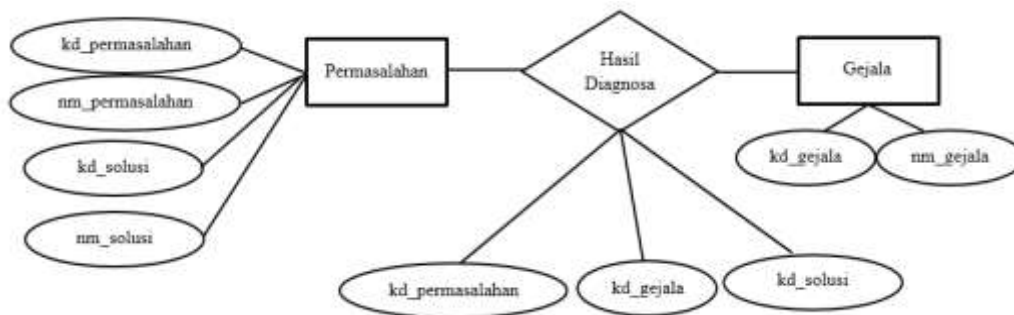 kd_permasalahan
nm_permasalahan
kd_solusi
nm_solusi
Permasalahan
Hasil
Diagnosa
Gejala
kd_gejala
nm_gejala
kd_permasalahan
kd_gejala
kd_solusi